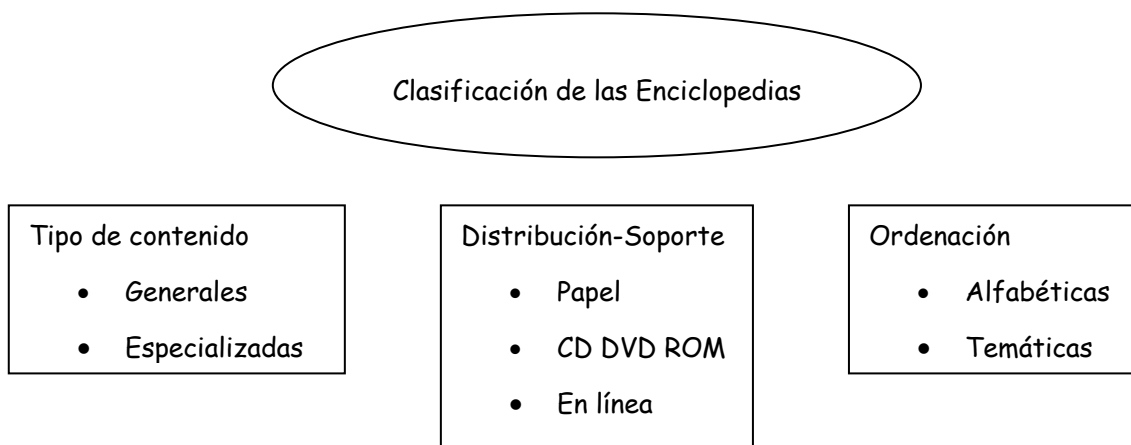 Clasificación de las Enciclopedias
Tipo de contenido
• Generales
• Especializadas
Distribución-Soporte
• Papel
• CD DVD ROM
• En línea
Ordenación
• Alfabéticas
• Temáticas